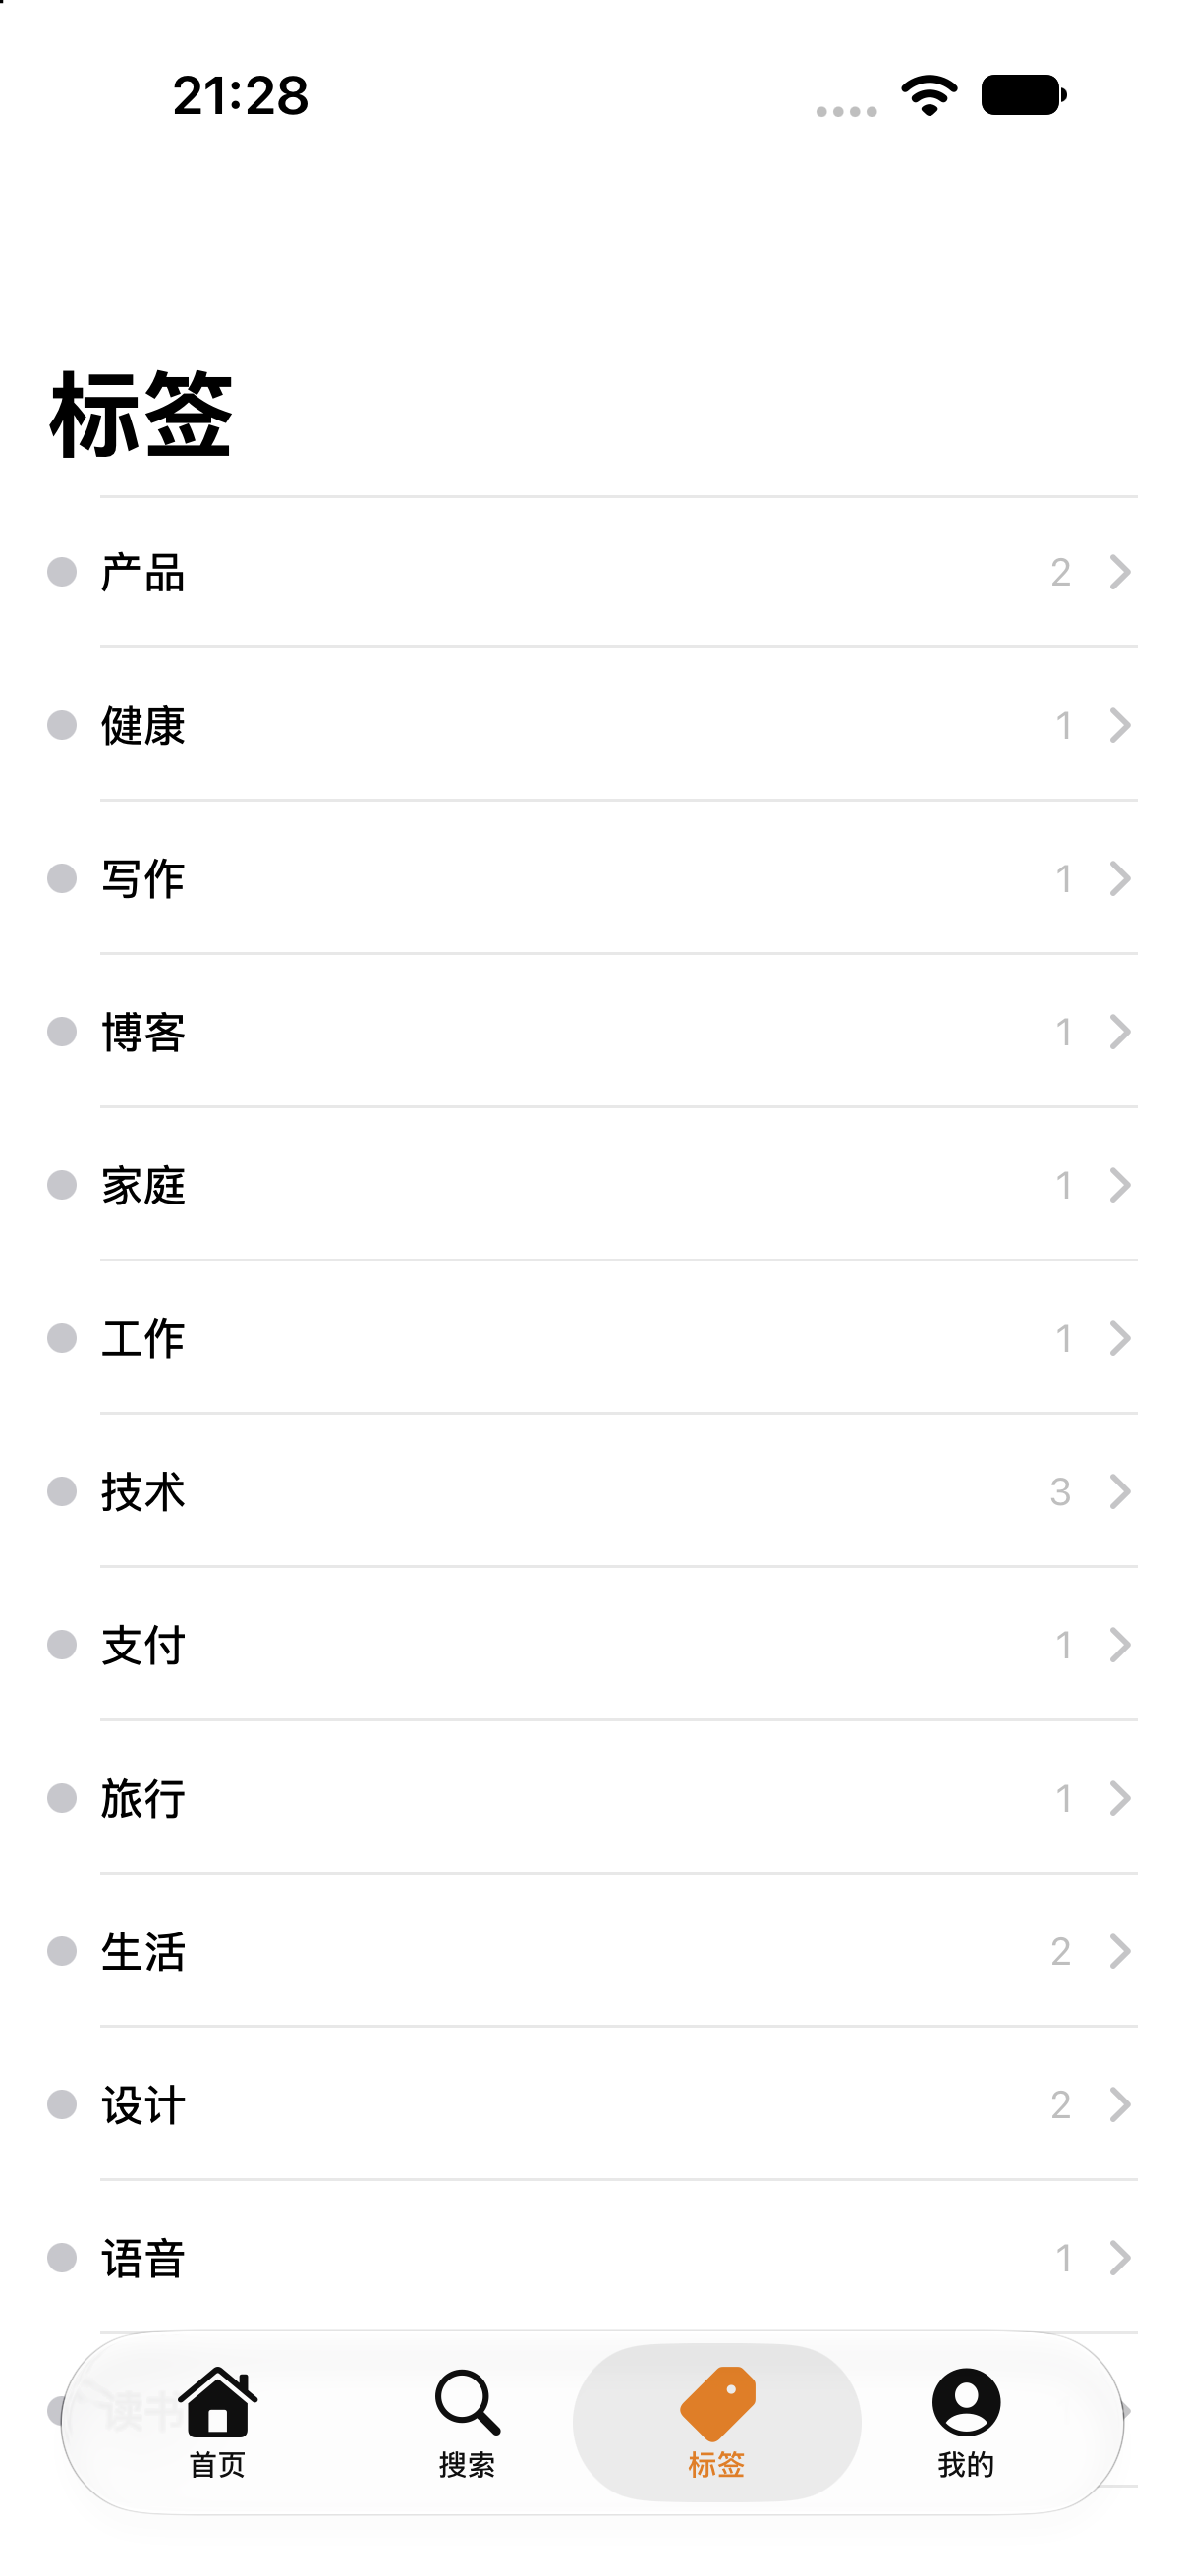 21:28
标签
产品 2
健康 1
写作 1
博客 1
家庭 1
工作 1
技术 3
支付 1
旅行 1
生活 2
设计 2
语音 1
读书
首页 搜索 标签 我的